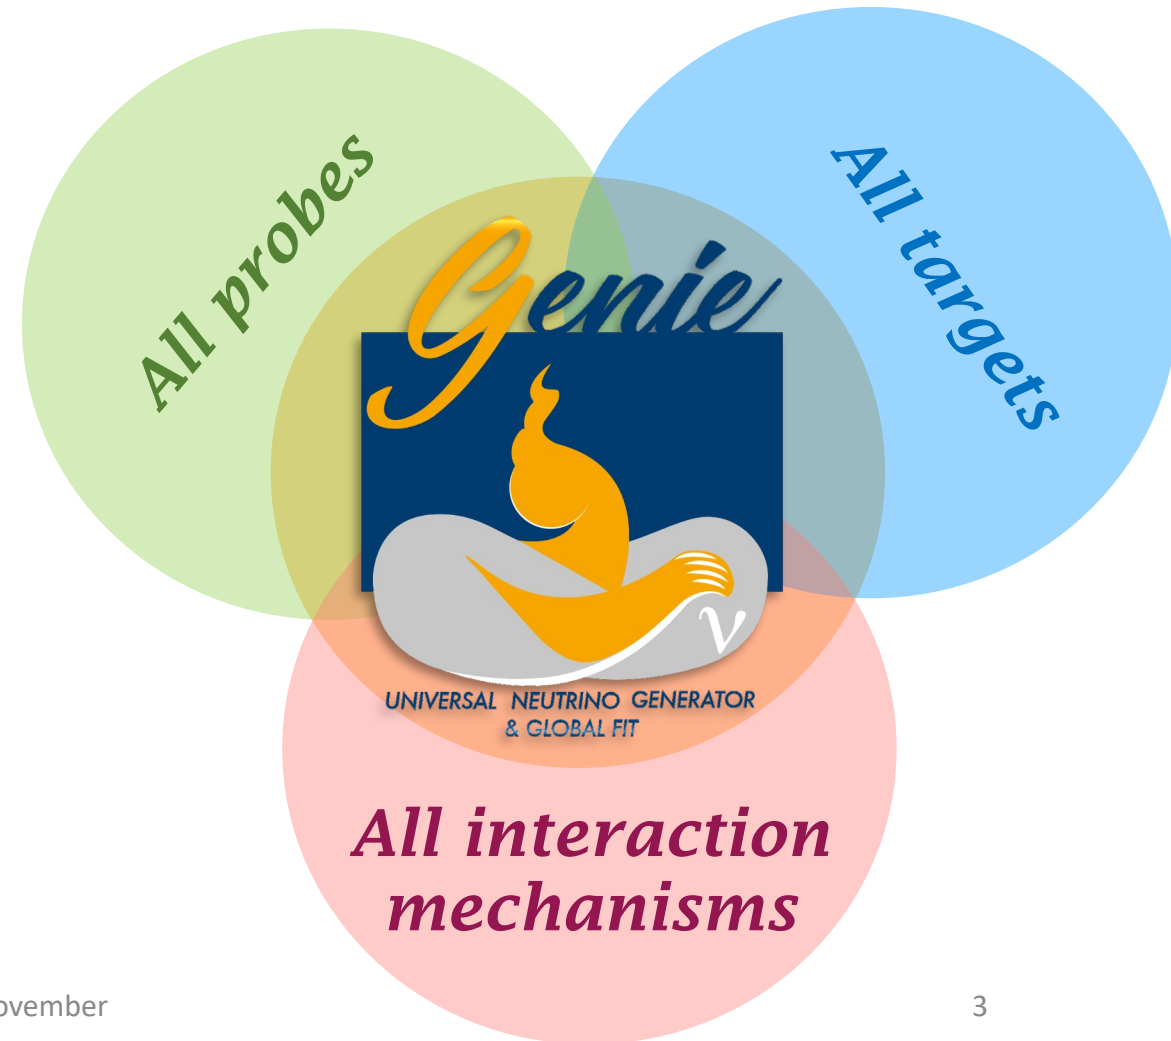 All probes
All targets
Genie
ν
UNIVERSAL NEUTRINO GENERATOR
& GLOBAL FIT
All interaction
mechanisms
ovember
3